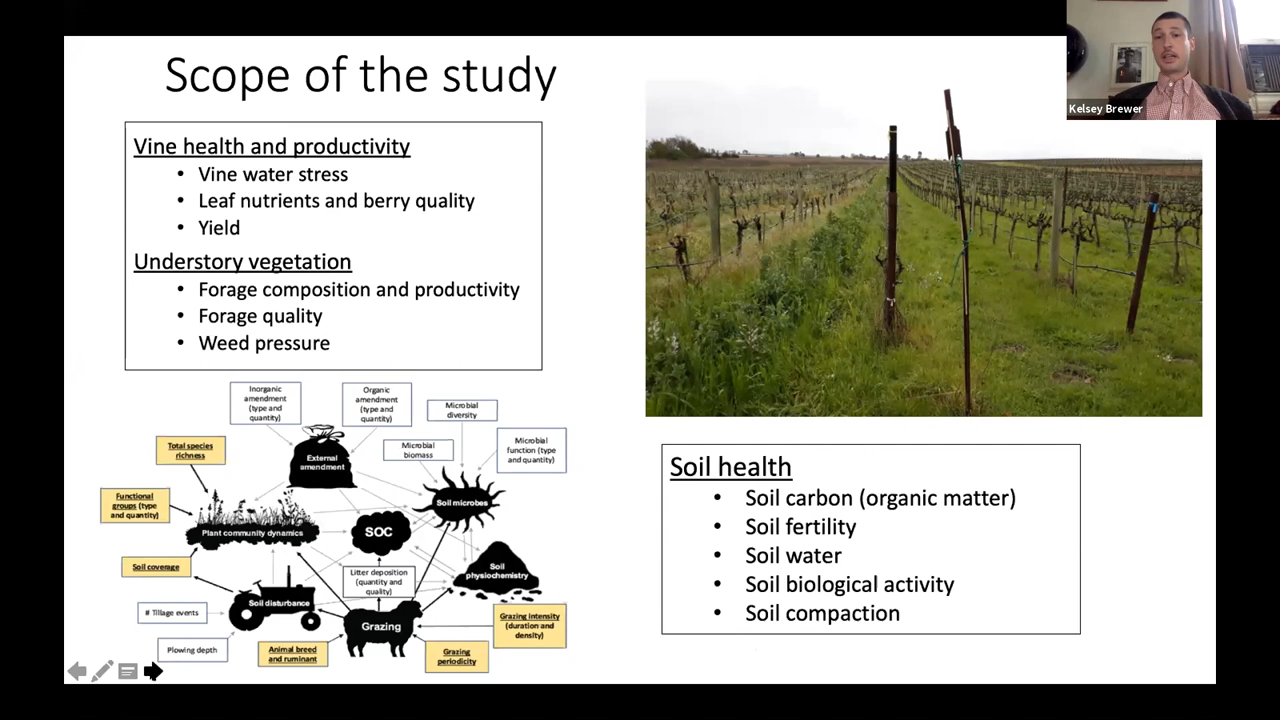 Scope of the study
Kelsey Brewer
Vine health and productivity
• Vine water stress
• Leaf nutrients and berry quality
• Yield
Understory vegetation
• Forage composition and productivity
• Forage quality
• Weed pressure
Inorganic
amendment
(type and
quantity)
Organic
amendment
(type and
quantity)
Microbial
diversity
Microbial
biomass
Microbial
function (type
and quantity)
Total species
richness
External
amendment
Functional
groups (type
and quantity)
Soil microbes
Plant community dynamics
SOC
Soil coverage
Litter deposition
(quantity and
quality)
Soil
physiochemistry
Soil disturbance
# Tillage events
Grazing
Grazing intensity
(duration and
density)
Plowing depth
Animal breed
and ruminant
Grazing
periodicity
Soil health
• Soil carbon (organic matter)
• Soil fertility
• Soil water
• Soil biological activity
• Soil compaction